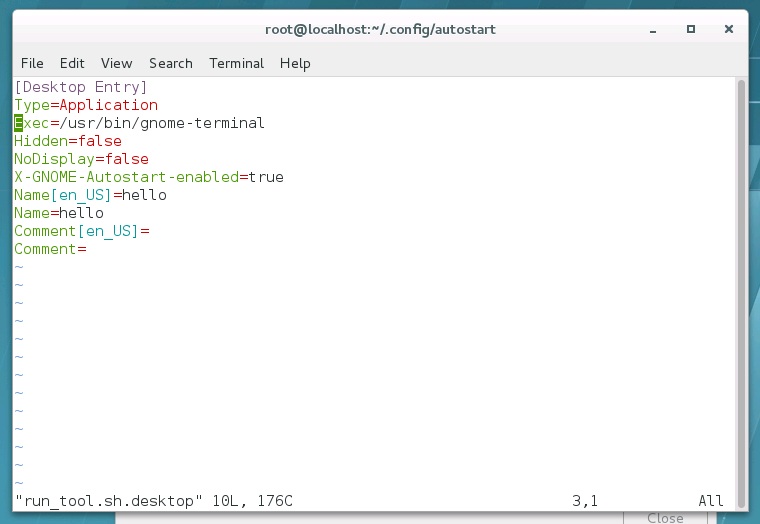 root@localhost:~/.config/autostart
File Edit View Search Terminal Help
[Desktop Entry]
Type=Application
Exec=/usr/bin/gnome-terminal
Hidden=false
NoDisplay=false
X-GNOME-Autostart-enabled=true
Name[en_US]=hello
Name=hello
Comment[en_US]=
Comment=
~
~
~
~
~
~
~
~
~
~
~
~
~
"run_tool.sh.desktop" 10L, 176C 3,1 All
Close